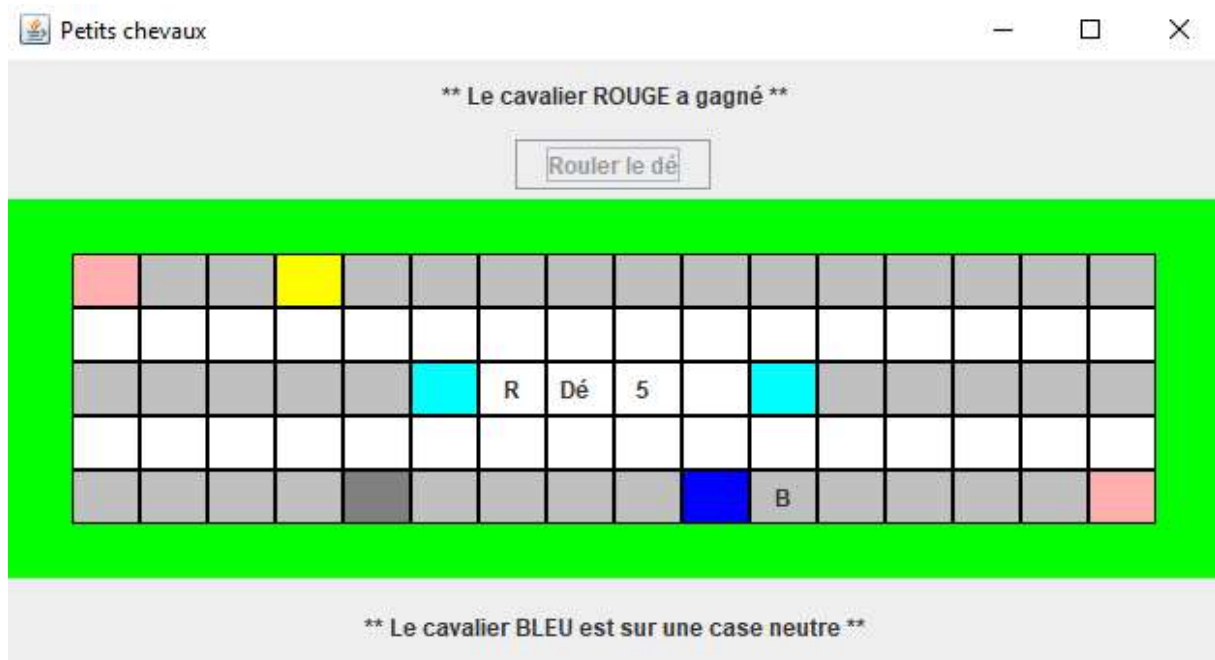 Petits chevaux
** Le cavalier ROUGE a gagné **
Rouler le dé
R Dé 5
B
** Le cavalier BLEU est sur une case neutre **